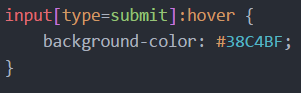 input[type=submit]:hover {
    background-color: #38C4BF;
}